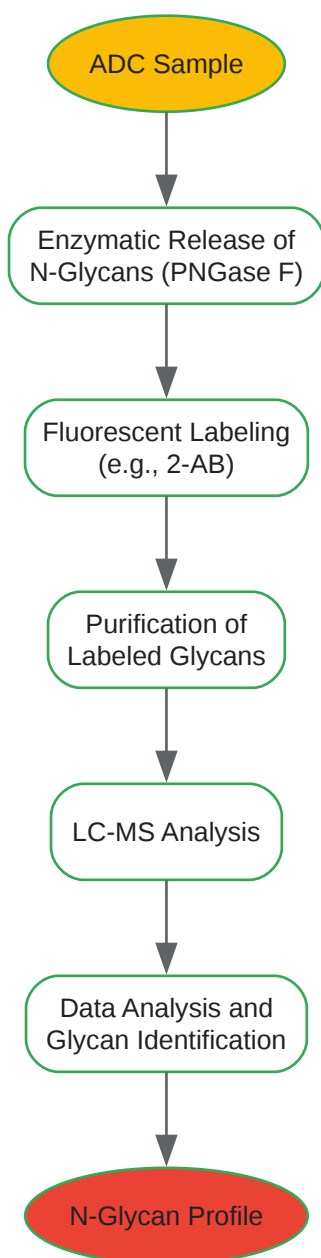 ADC Sample
Enzymatic Release of
N-Glycans (PNGase F)
Fluorescent Labeling
(e.g., 2-AB)
Purification of
Labeled Glycans
LC-MS Analysis
Data Analysis and
Glycan Identification
N-Glycan Profile